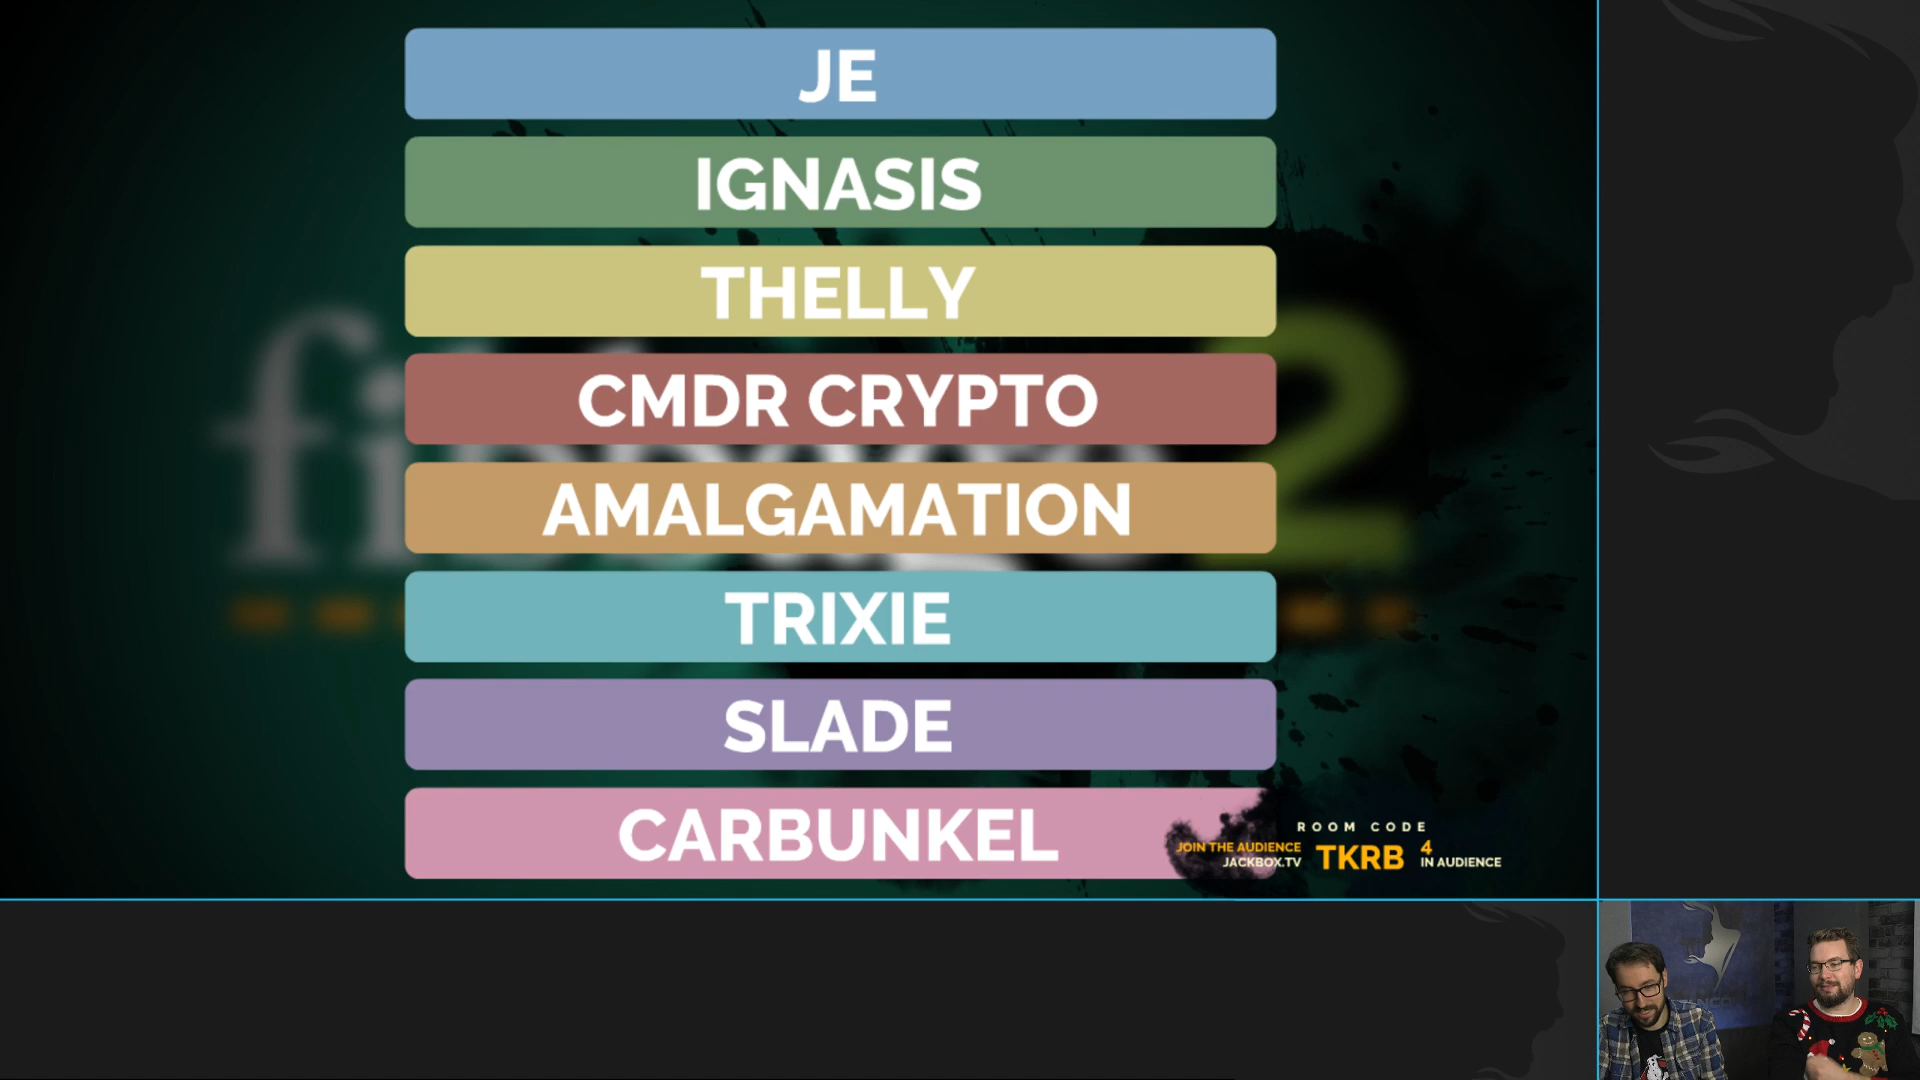 JE
IGNASIS
THELLY
CMDR CRYPTO
AMALGAMATION
TRIXIE
SLADE
CARBUNKEL
ROOM CODE
JOIN THE AUDIENCE
JACKBOX.TV
TKRB
4
IN AUDIENCE
2